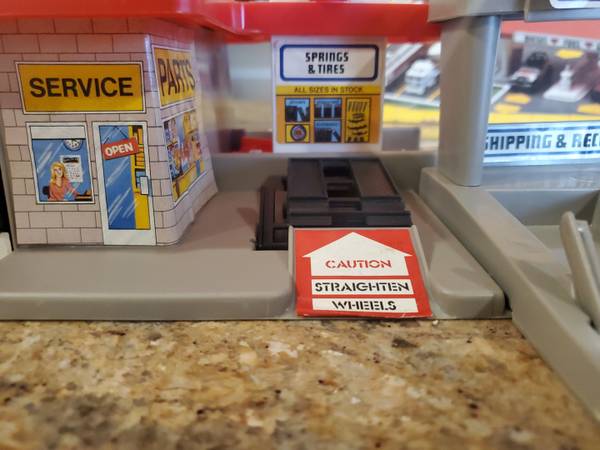 SERVICE
PARTS
OPEN
SPRINGS
& TIRES
ALL SIZES IN STOCK
SHIPPING & REC
CAUTION
STRAIGHTEN
WHEELS